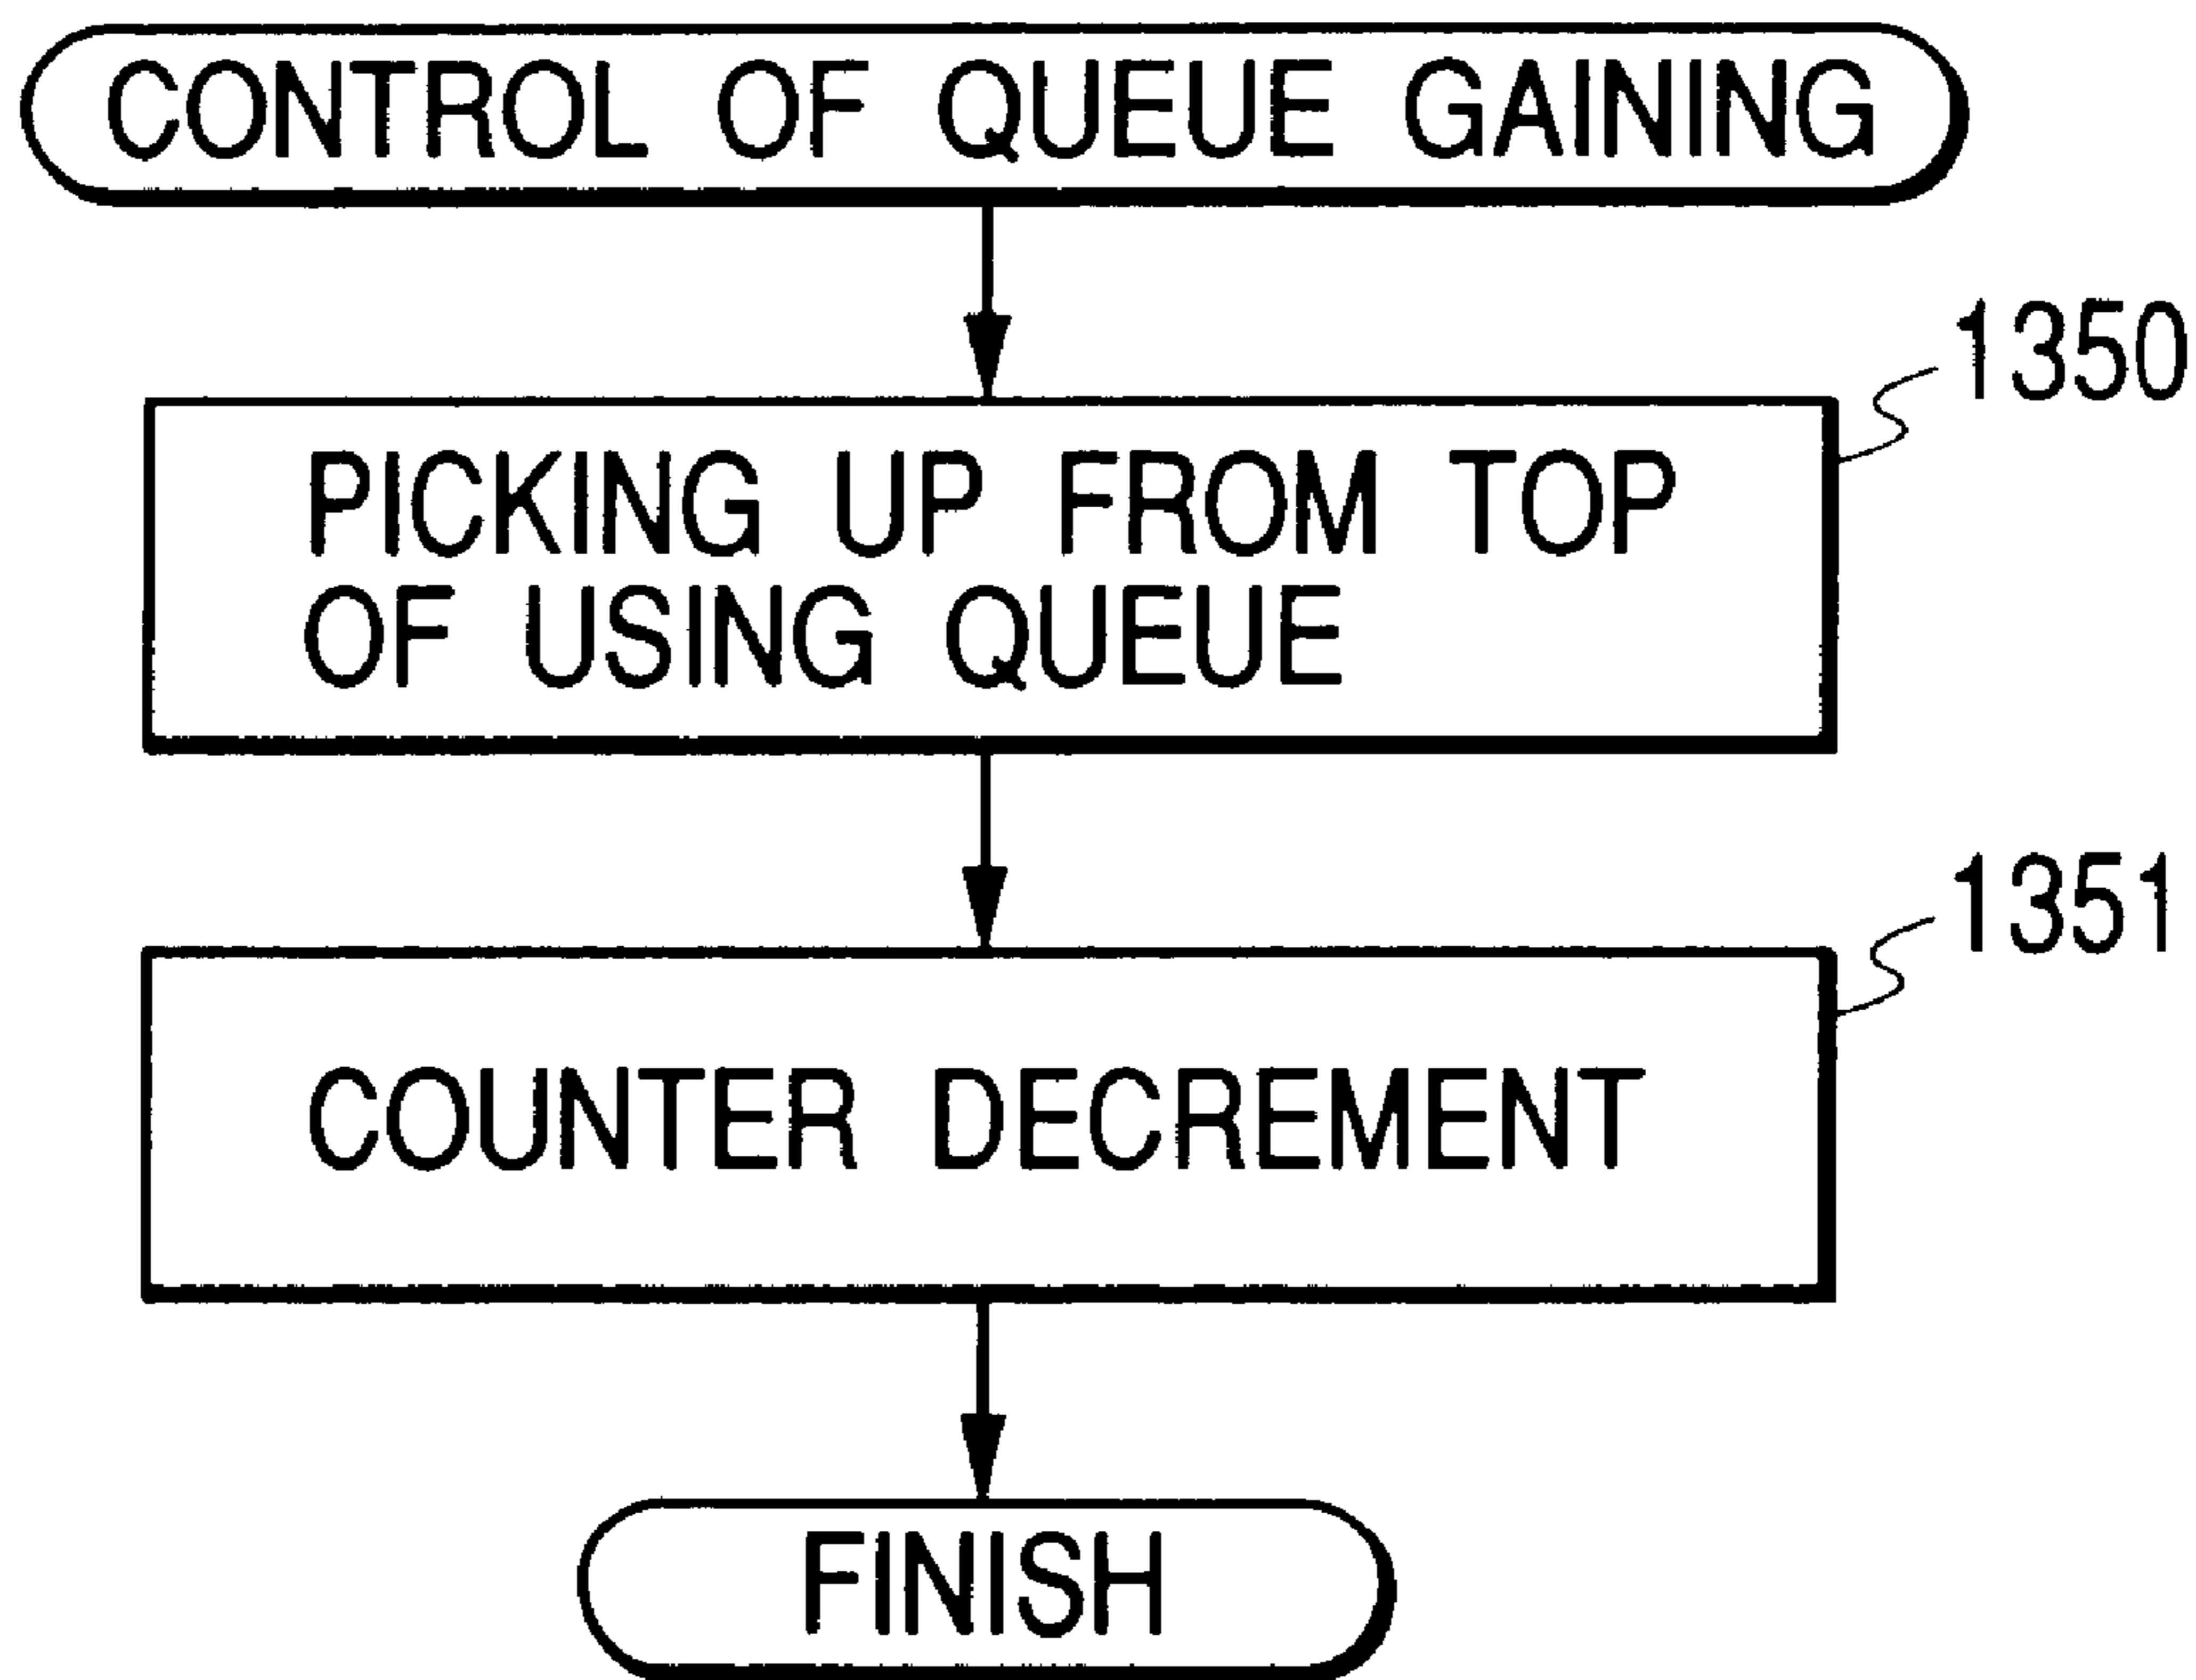 CONTROL OF QUEUE GAINING
1350
PICKING UP FROM TOP
OF USING QUEUE
1351
COUNTER DECREMENT
FINISH